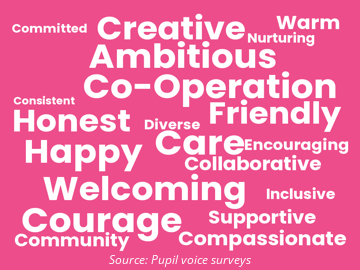 Committed Creative Warm
Nurturing
Ambitious
Co-Operation
Consistent Friendly
Honest Diverse
Happy Care Encouraging
Collaborative
Welcoming Inclusive
Courage Supportive
Community Compassionate
Source: Pupil voice surveys